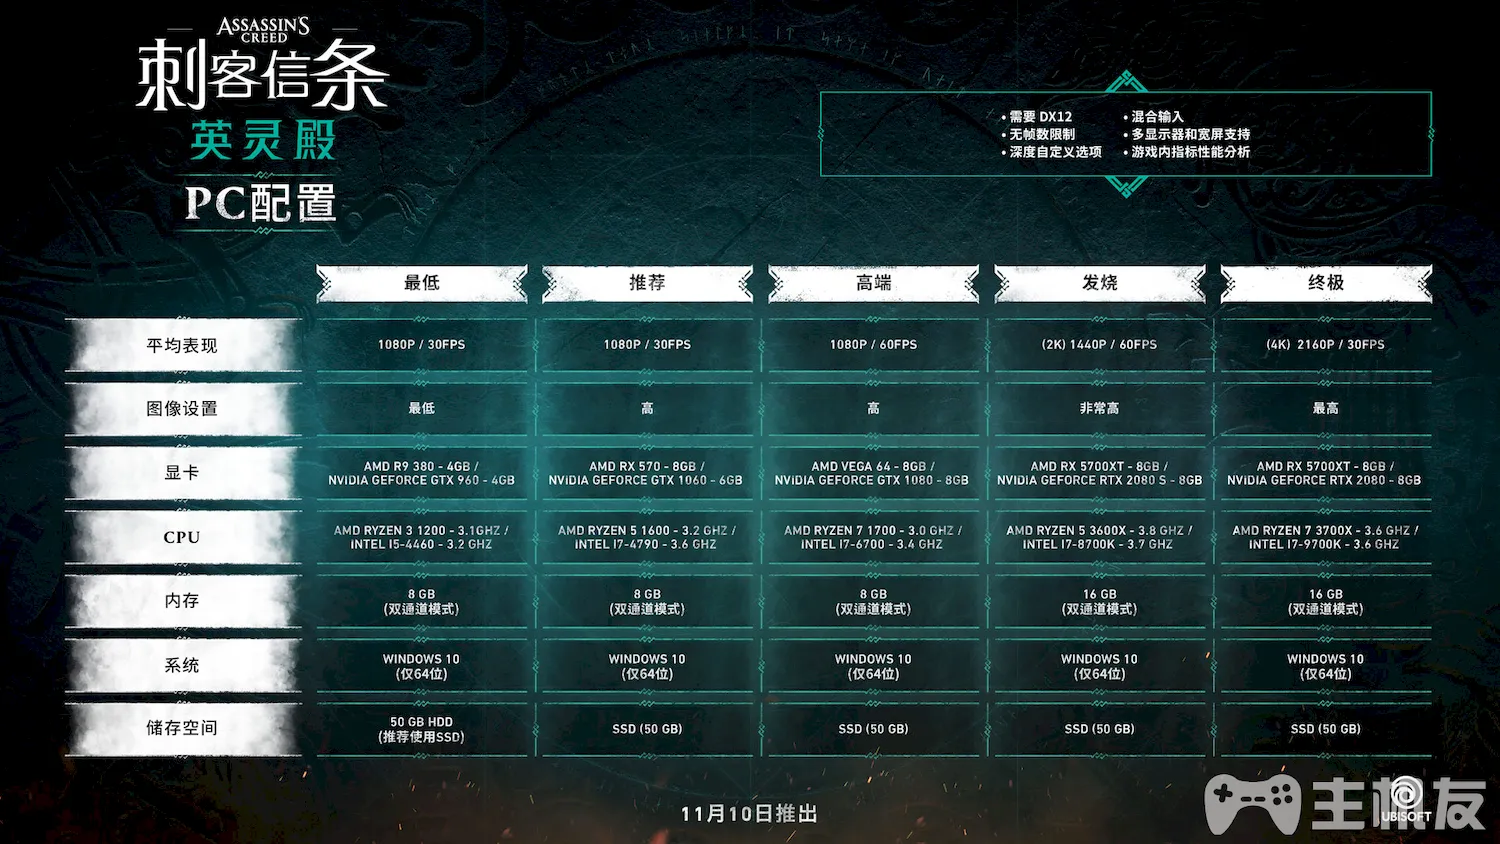 ASSASSIN'S
CREED
刺客信条
英灵殿
PC配置
• 需要 DX12
• 无帧数限制
• 深度自定义选项
• 混合输入
• 多显示器和宽屏支持
• 游戏内指标性能分析
最低
推荐
高端
发烧
终极
平均表现
1080P / 30FPS
1080P / 30FPS
1080P / 60FPS
(2K) 1440P / 60FPS
(4K) 2160P / 30FPS
图像设置
最低
高
高
非常高
最高
显卡
AMD R9 380 - 4GB /
NVIDIA GEFORCE GTX 960 - 4GB
AMD RX 570 - 8GB /
NVIDIA GEFORCE GTX 1060 - 6GB
AMD VEGA 64 - 8GB /
NVIDIA GEFORCE GTX 1080 - 8GB
AMD RX 5700XT - 8GB /
NVIDIA GEFORCE RTX 2080 S - 8GB
AMD RX 5700XT - 8GB /
NVIDIA GEFORCE RTX 2080 - 8GB
CPU
AMD RYZEN 3 1200 - 3.1GHZ /
INTEL I5-4460 - 3.2 GHZ
AMD RYZEN 5 1600 - 3.2 GHZ /
INTEL I7-4790 - 3.6 GHZ
AMD RYZEN 7 1700 - 3.0 GHZ /
INTEL I7-6700 - 3.4 GHZ
AMD RYZEN 5 3600X - 3.8 GHZ /
INTEL I7-8700K - 3.7 GHZ
AMD RYZEN 7 3700X - 3.6 GHZ /
INTEL I7-9700K - 3.6 GHZ
内存
8 GB
(双通道模式)
8 GB
(双通道模式)
8 GB
(双通道模式)
16 GB
(双通道模式)
16 GB
(双通道模式)
系统
WINDOWS 10
(仅64位)
WINDOWS 10
(仅64位)
WINDOWS 10
(仅64位)
WINDOWS 10
(仅64位)
WINDOWS 10
(仅64位)
储存空间
50 GB HDD
(推荐使用SSD)
SSD (50 GB)
SSD (50 GB)
SSD (50 GB)
SSD (50 GB)
11月10日推出
主机友
UBISOFT